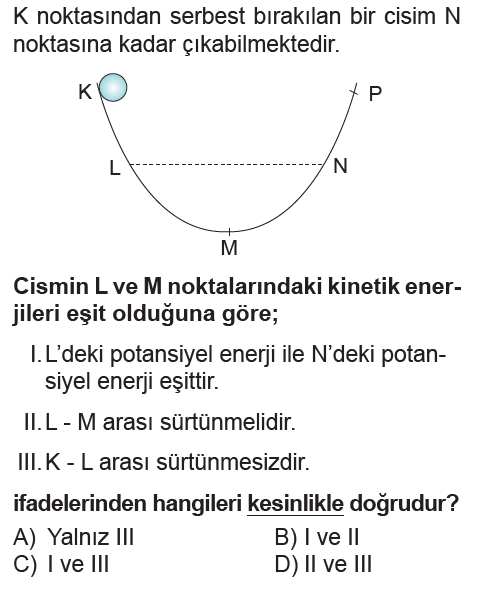 K noktasından serbest bırakılan bir cisim N
noktasına kadar çıkabilmektedir.
K
P
L
N
M
Cismin L ve M noktalarındaki kinetik ener-
jileri eşit olduğuna göre;
I. L'deki potansiyel enerji ile N'deki potan-
siyel enerji eşittir.
II. L - M arası sürtünmelidir.
III. K - L arası sürtünmesizdir.
ifadelerinden hangileri kesinlikle doğrudur?
A) Yalnız III B) I ve II
C) I ve III D) II ve III